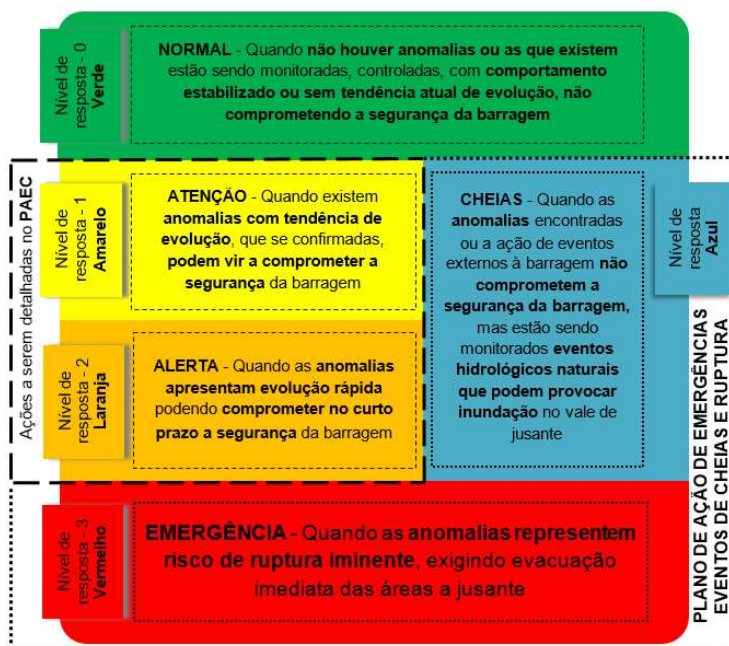 Nível de
resposta - 0
Verde
NORMAL - Quando não houver anomalias ou as que existem
estão sendo monitoradas, controladas, com comportamento
estabilizado ou sem tendência atual de evolução, não
comprometendo a segurança da barragem
Ações a serem detalhadas no PAEC
Nível de
resposta - 1
Amarelo
ATENÇÃO - Quando existem
anomalias com tendência de
evolução, que se confirmadas,
podem vir a comprometer a
segurança da barragem
Nível de
resposta - 2
Laranja
ALERTA - Quando as anomalias
apresentam evolução rápida
podendo comprometer no curto
prazo a segurança da barragem
CHEIAS - Quando as
anomalias encontradas
ou a ação de eventos
externos à barragem não
comprometem a
segurança da barragem,
mas estão sendo
monitorados eventos
hidrológicos naturais
que podem provocar
inundação no vale de
jusante
Nível de
resposta
Azul
Nível de
resposta - 3
Vermelho
EMERGÊNCIA - Quando as anomalias representem
risco de ruptura iminente, exigindo evacuação
imediata das áreas a jusante
PLANO DE AÇÃO DE EMERGÊNCIAS
EVENTOS DE CHEIAS E RUPTURA